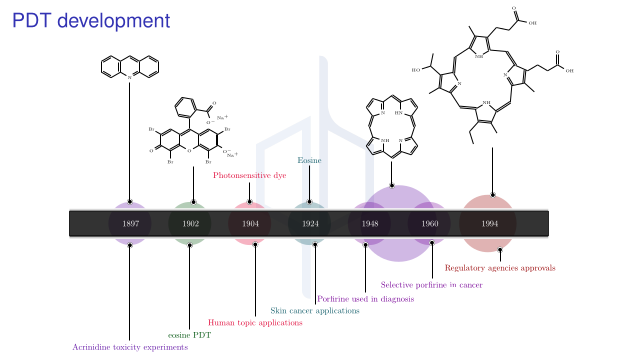 PDT development
N
O
OH
HO
NH
N
N
NH
O
OH
O
O⁻
Na⁺
Br
Br
O
O
O⁻
Na⁺
Br
Br
N
HN
NH
N
Eosine
Photonsensitive dye
1897 1902 1904 1924 1948 1960 1994
Regulatory agencies approvals
Selective porfirine in cancer
Porfirine used in diagnosis
Skin cancer applications
Human topic applications
eosine PDT
Acrinidine toxicity experiments